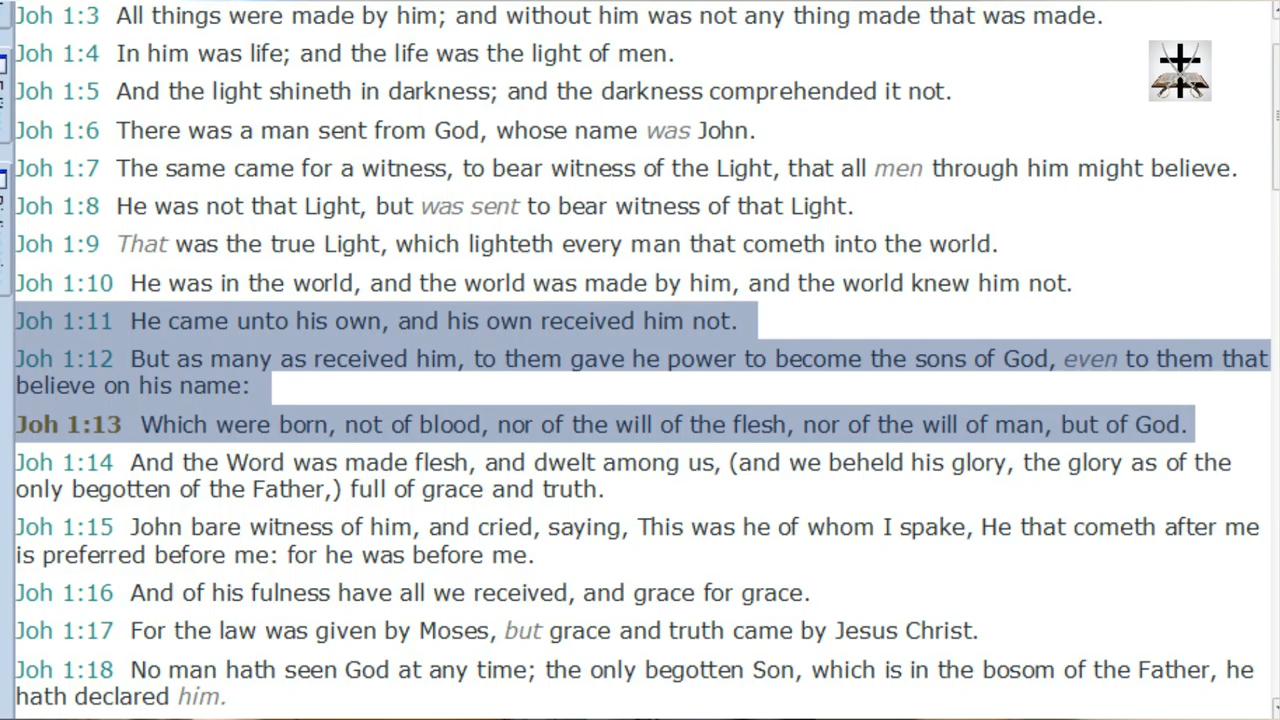 Joh 1:3 All things were made by him; and without him was not any thing made that was made.
Joh 1:4 In him was life; and the life was the light of men.
Joh 1:5 And the light shineth in darkness; and the darkness comprehended it not.
Joh 1:6 There was a man sent from God, whose name was John.
Joh 1:7 The same came for a witness, to bear witness of the Light, that all men through him might believe.
Joh 1:8 He was not that Light, but was sent to bear witness of that Light.
Joh 1:9 That was the true Light, which lighteth every man that cometh into the world.
Joh 1:10 He was in the world, and the world was made by him, and the world knew him not.
Joh 1:11 He came unto his own, and his own received him not.
Joh 1:12 But as many as received him, to them gave he power to become the sons of God, even to them that
believe on his name:
Joh 1:13 Which were born, not of blood, nor of the will of the flesh, nor of the will of man, but of God.
Joh 1:14 And the Word was made flesh, and dwelt among us, (and we beheld his glory, the glory as of the
only begotten of the Father,) full of grace and truth.
Joh 1:15 John bare witness of him, and cried, saying, This was he of whom I spake, He that cometh after me
is preferred before me: for he was before me.
Joh 1:16 And of his fulness have all we received, and grace for grace.
Joh 1:17 For the law was given by Moses, but grace and truth came by Jesus Christ.
Joh 1:18 No man hath seen God at any time; the only begotten Son, which is in the bosom of the Father, he
hath declared him.